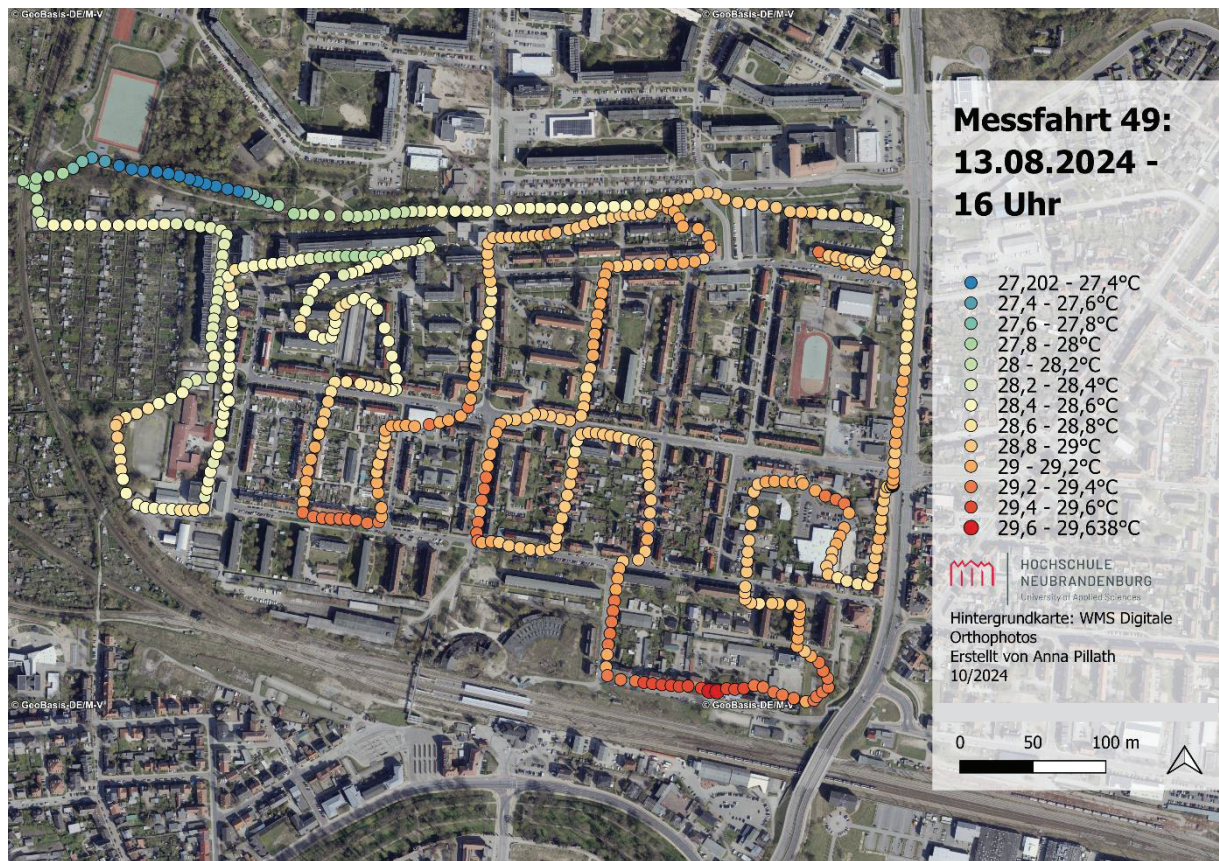 © GeoBasis-DE/M-V
© GeoBasis-DE/M-V
Messfahrt 49:
13.08.2024 -
16 Uhr
27,202 - 27,4°C
27,4 - 27,6°C
27,6 - 27,8°C
27,8 - 28°C
28 - 28,2°C
28,2 - 28,4°C
28,4 - 28,6°C
28,6 - 28,8°C
28,8 - 29°C
29 - 29,2°C
29,2 - 29,4°C
29,4 - 29,6°C
29,6 - 29,638°C
HOCHSCHULE
NEUBRANDENBURG
University of Applied Sciences
Hintergrundkarte: WMS Digitale
Orthophotos
Erstellt von Anna Pillath
10/2024
© GeoBasis-DE/M-V
© GeoBasis-DE/M-V
0 50 100 m